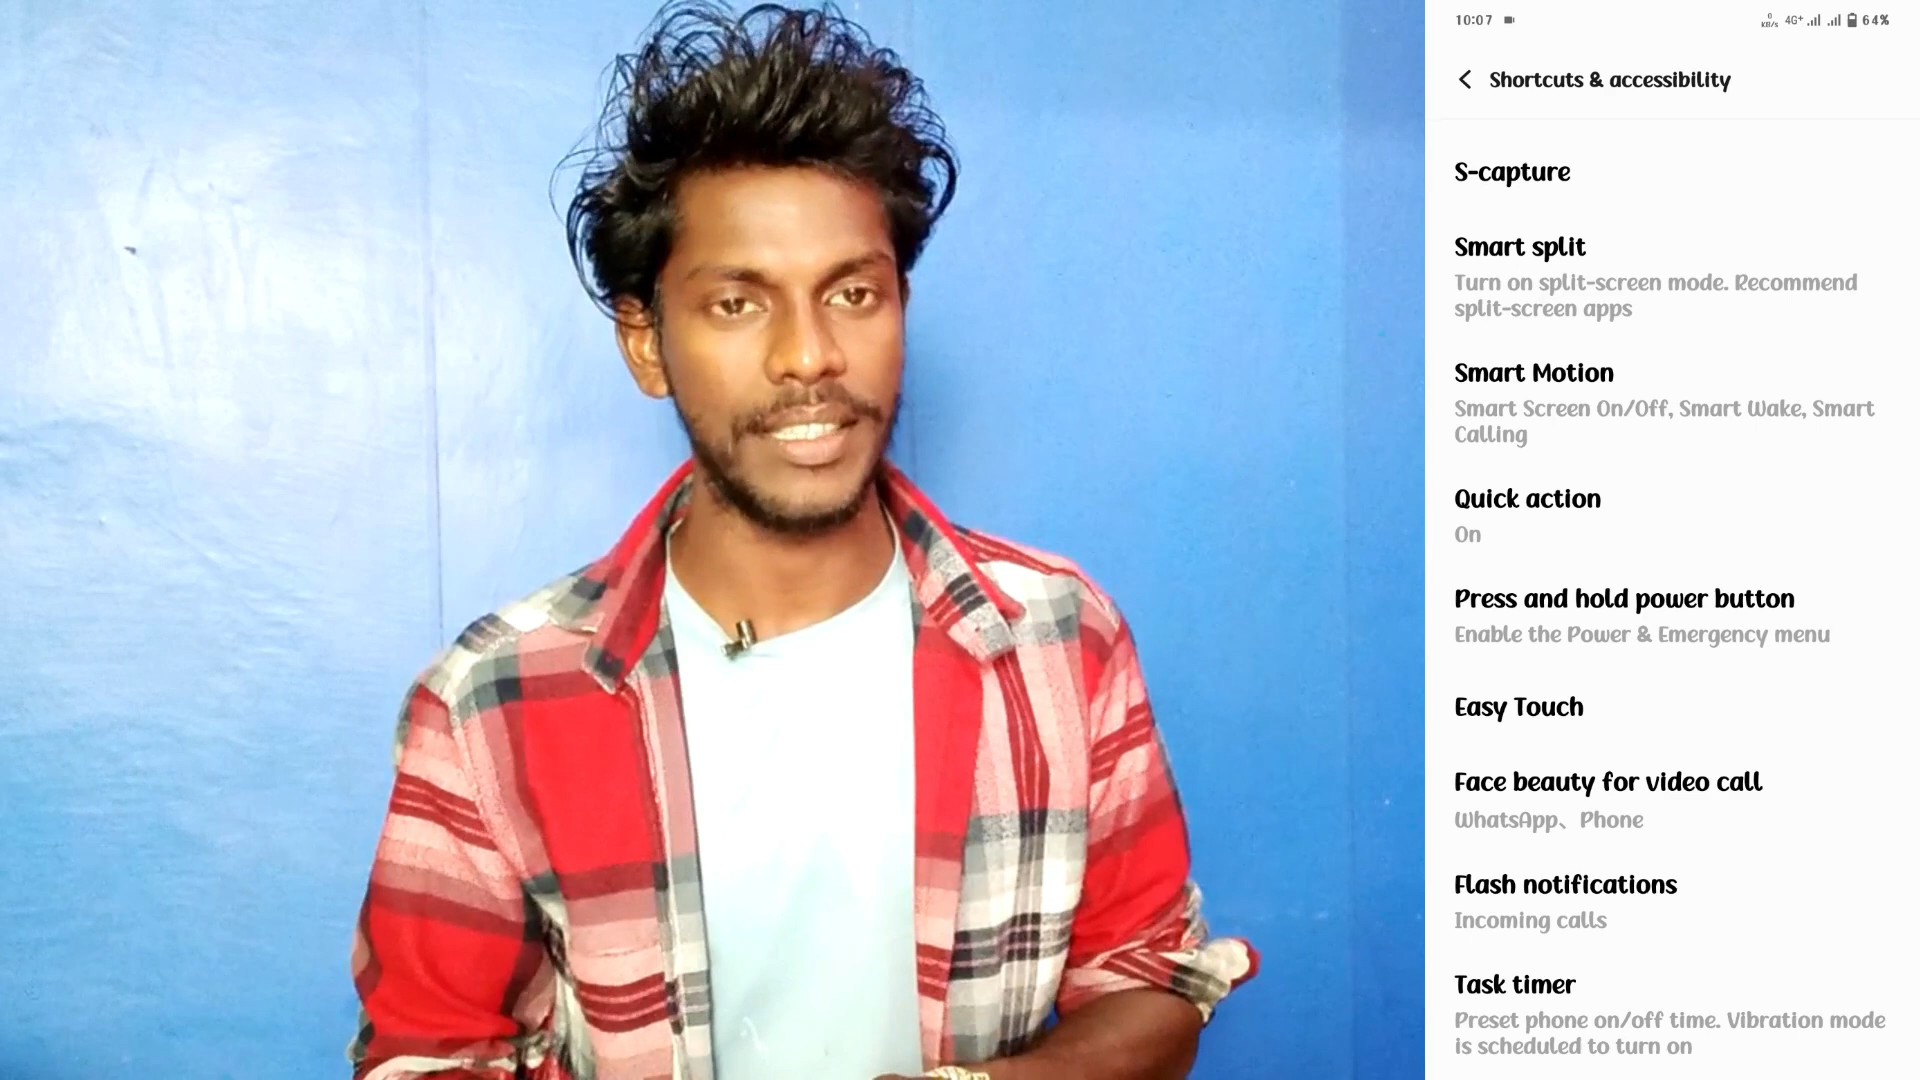 10:07
0
KB/s
4G+
64%
Shortcuts & accessibility
S-capture
Smart split
Turn on split-screen mode. Recommend
split-screen apps
Smart Motion
Smart Screen On/Off, Smart Wake, Smart
Calling
Quick action
On
Press and hold power button
Enable the Power & Emergency menu
Easy Touch
Face beauty for video call
WhatsApp、Phone
Flash notifications
Incoming calls
Task timer
Preset phone on/off time. Vibration mode
is scheduled to turn on